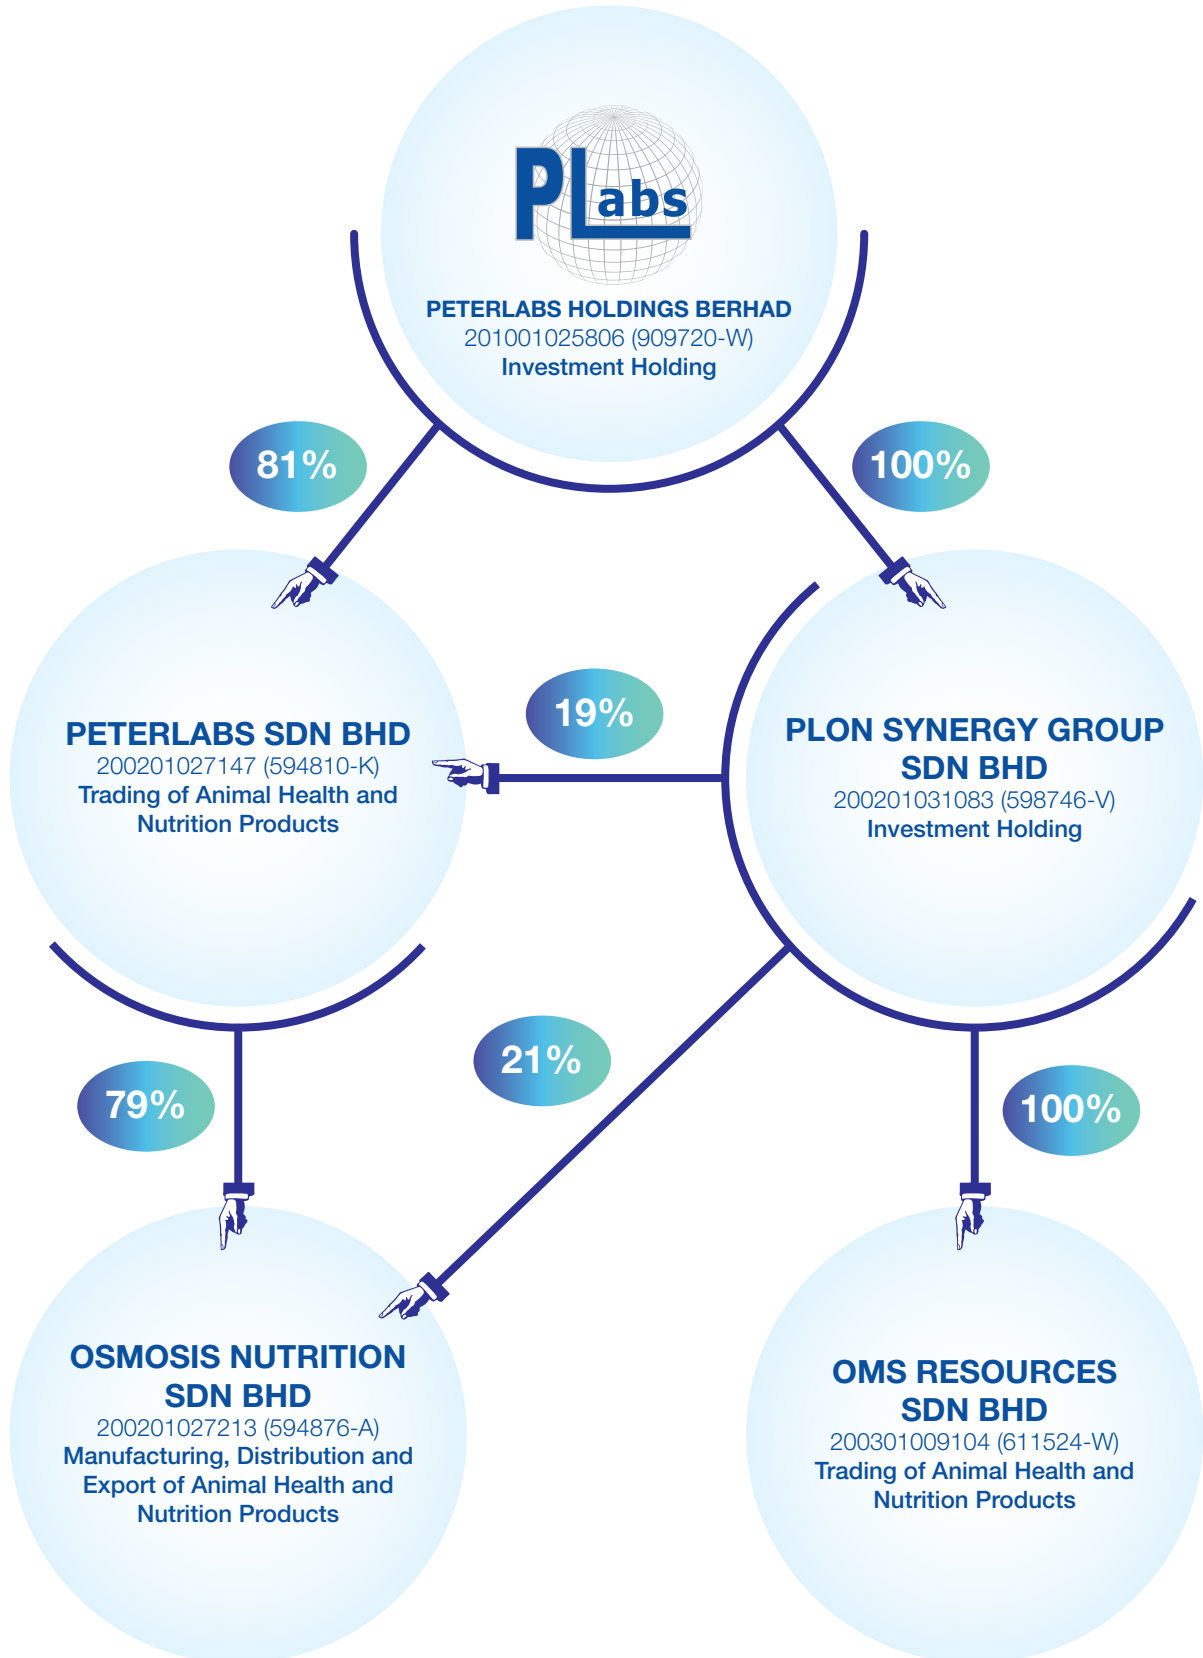 PLabs
PETERLABS HOLDINGS BERHAD
201001025806 (909720-W)
Investment Holding
81%
100%
19%
PETERLABS SDN BHD
200201027147 (594810-K)
Trading of Animal Health and
Nutrition Products
PLON SYNERGY GROUP
SDN BHD
200201031083 (598746-V)
Investment Holding
79%
21%
100%
OSMOSIS NUTRITION
SDN BHD
200201027213 (594876-A)
Manufacturing, Distribution and
Export of Animal Health and
Nutrition Products
OMS RESOURCES
SDN BHD
200301009104 (611524-W)
Trading of Animal Health and
Nutrition Products